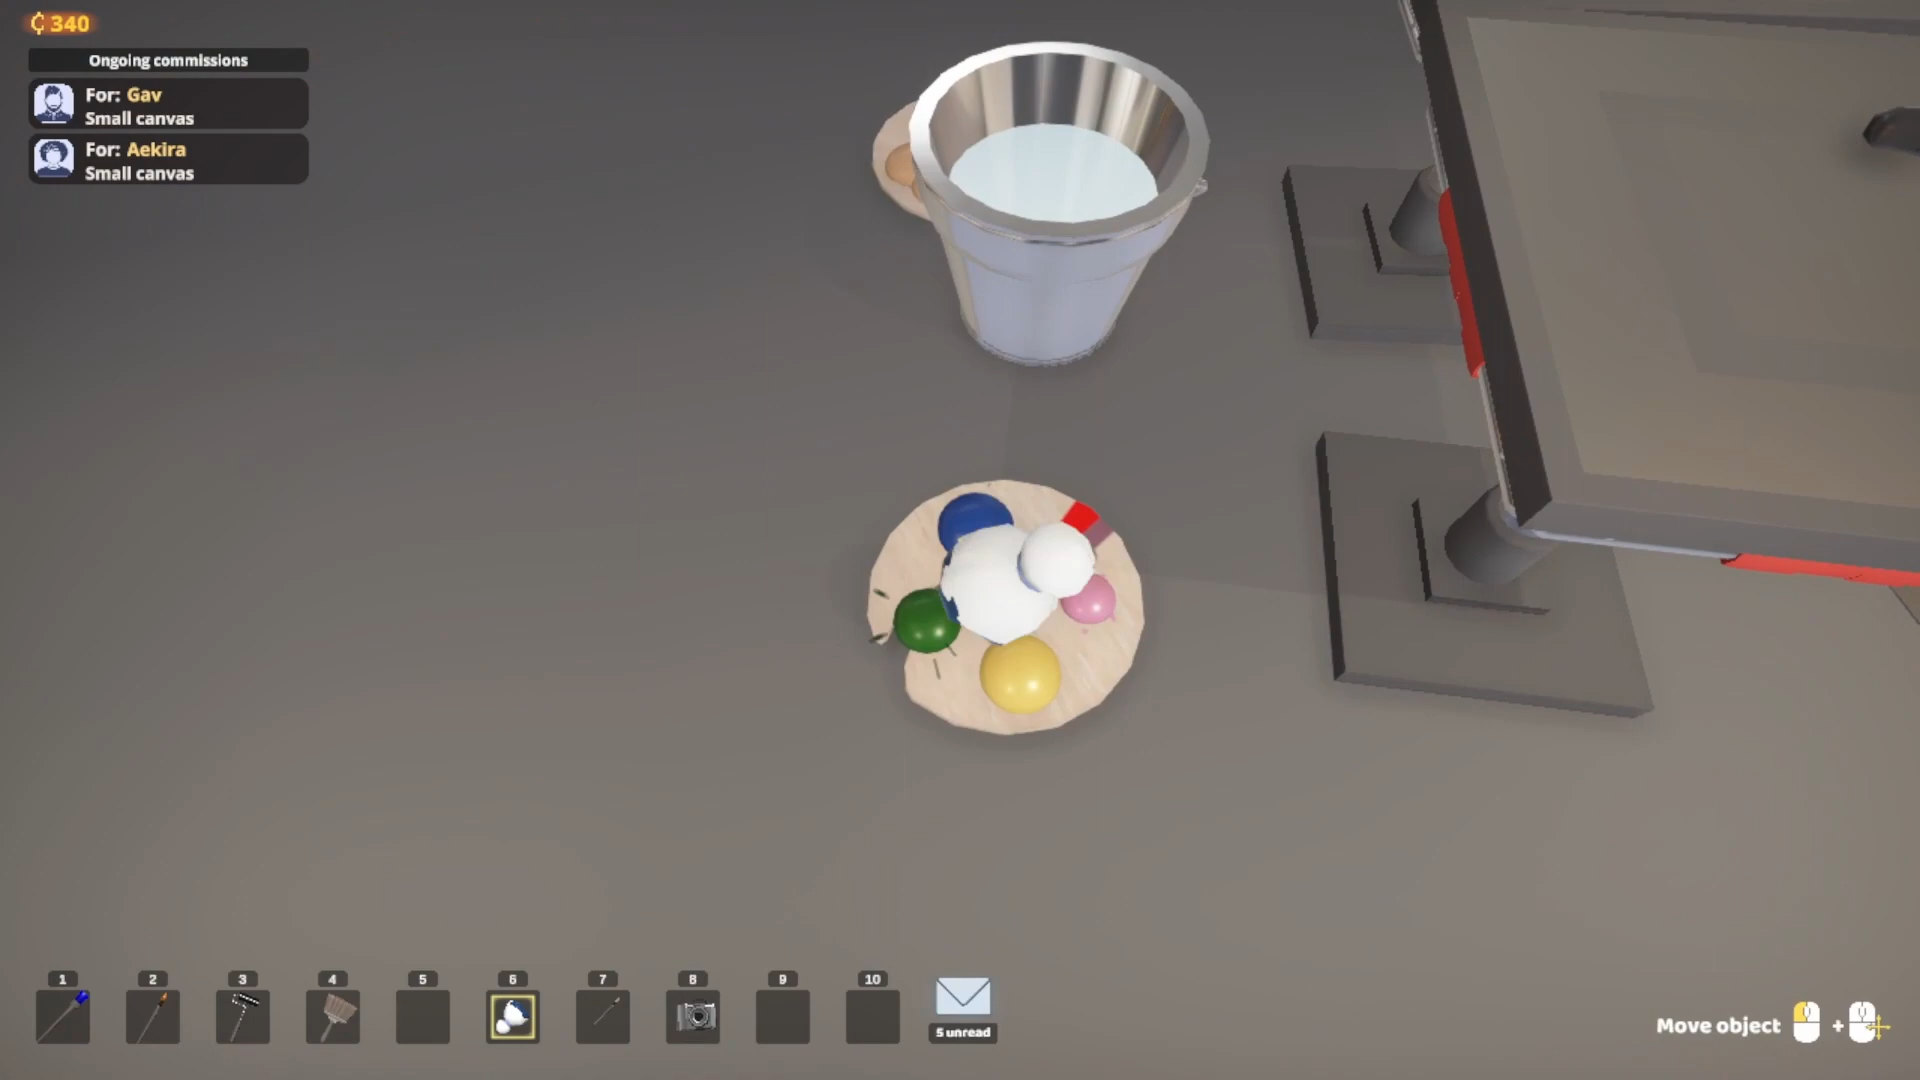 ₵ 340
Ongoing commissions
For: Gav
Small canvas
For: Aekira
Small canvas
1 2 3 4 5 6 7 8 9 10
5 unread
Move object +